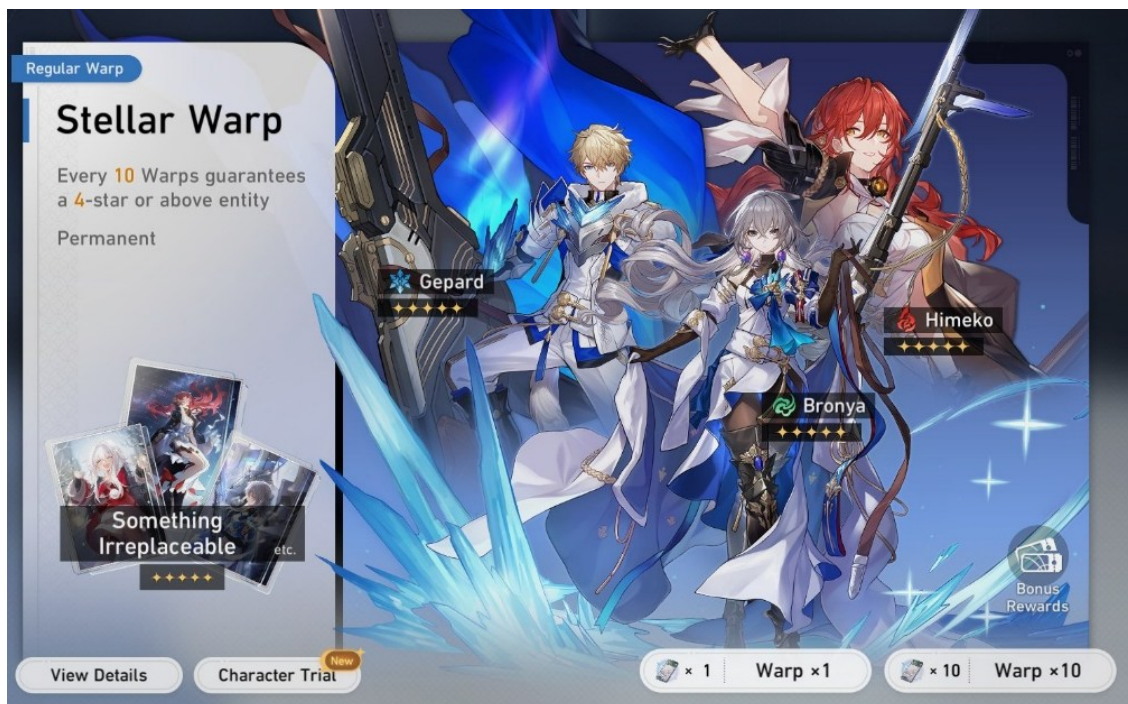 Regular Warp
Stellar Warp
Every 10 Warps guarantees
a 4-star or above entity
Permanent
Gepard
Himeko
Bronya
Something
Irreplaceable
etc.
Bonus
Rewards
View Details
Character Trial
New
× 1
Warp ×1
× 10
Warp ×10